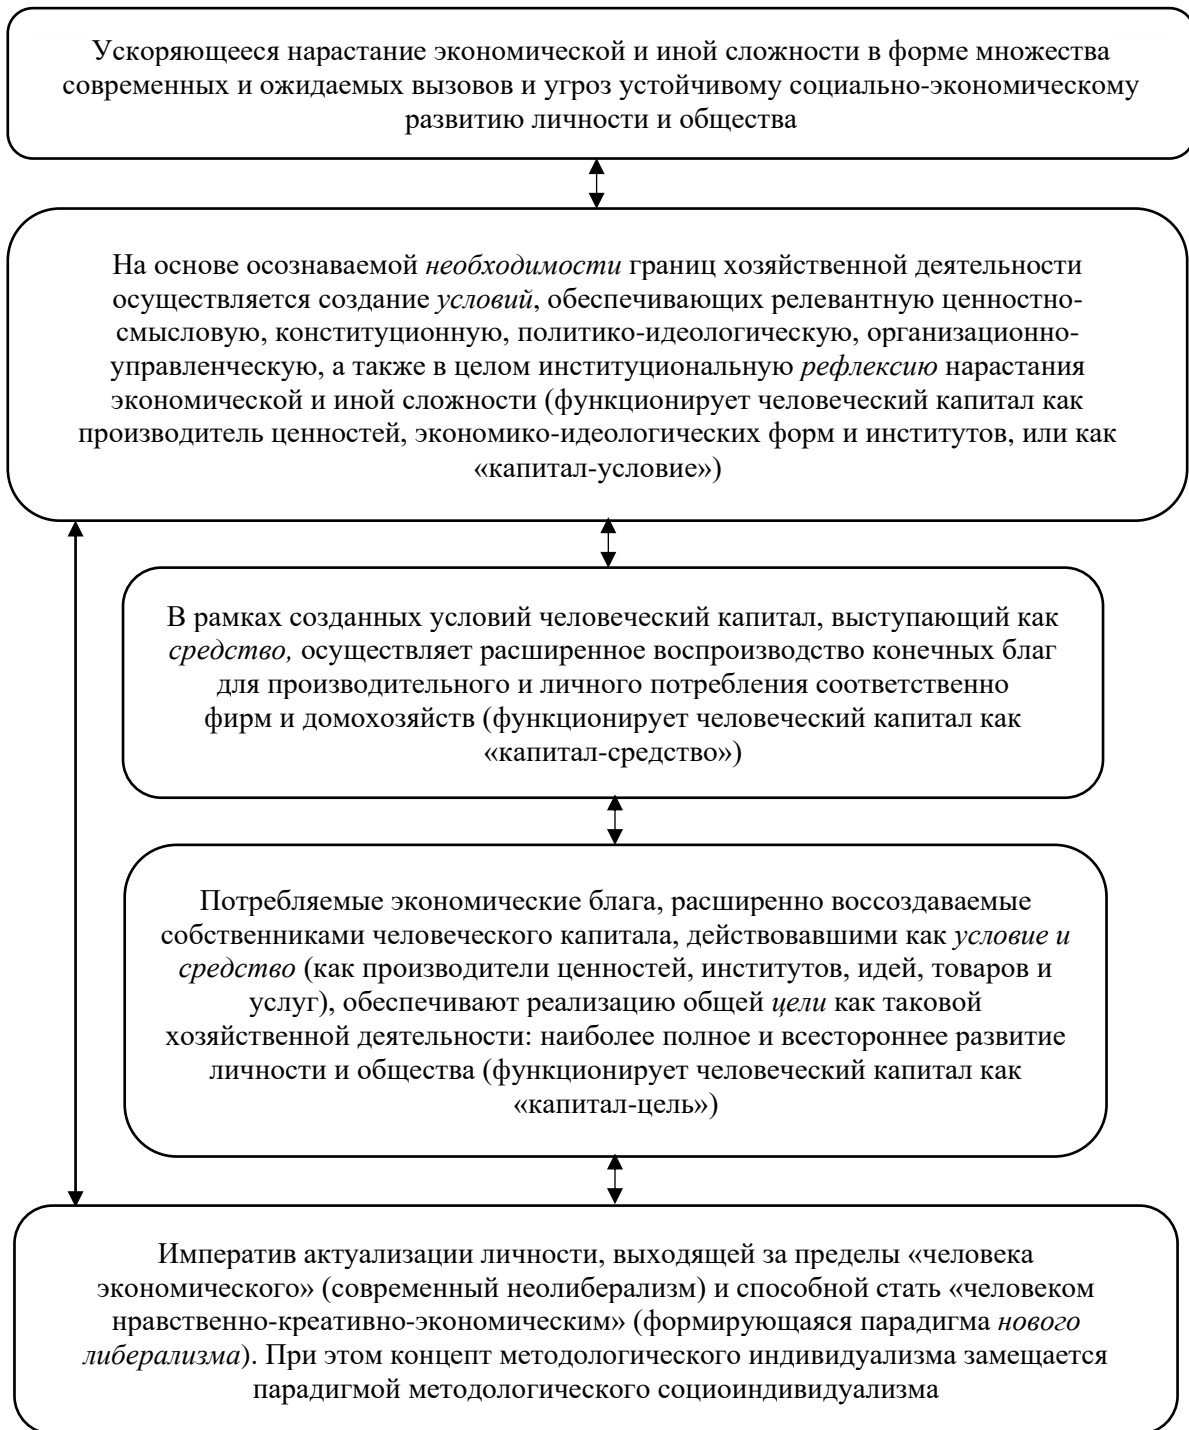 Ускоряющееся нарастание экономической и иной сложности в форме множества
современных и ожидаемых вызовов и угроз устойчивому социально-экономическому
развитию личности и общества
На основе осознаваемой необходимости границ хозяйственной деятельности
осуществляется создание условий, обеспечивающих релевантную ценностно-
смысловую, конституционную, политико-идеологическую, организационно-
управленческую, а также в целом институциональную рефлексию нарастания
экономической и иной сложности (функционирует человеческий капитал как
производитель ценностей, экономико-идеологических форм и институтов, или как
«капитал-условие»)
В рамках созданных условий человеческий капитал, выступающий как
средство, осуществляет расширенное воспроизводство конечных благ
для производительного и личного потребления соответственно
фирм и домохозяйств (функционирует человеческий капитал как
«капитал-средство»)
Потребляемые экономические блага, расширенно воссоздаваемые
собственниками человеческого капитала, действовавшими как условие и
средство (как производители ценностей, институтов, идей, товаров и
услуг), обеспечивают реализацию общей цели как таковой
хозяйственной деятельности: наиболее полное и всестороннее развитие
личности и общества (функционирует человеческий капитал как
«капитал-цель»)
Императив актуализации личности, выходящей за пределы «человека
экономического» (современный неолиберализм) и способной стать «человеком
нравственно-креативно-экономическим» (формирующаяся парадигма нового
либерализма). При этом концепт методологического индивидуализма замещается
парадигмой методологического социоиндивидуализма